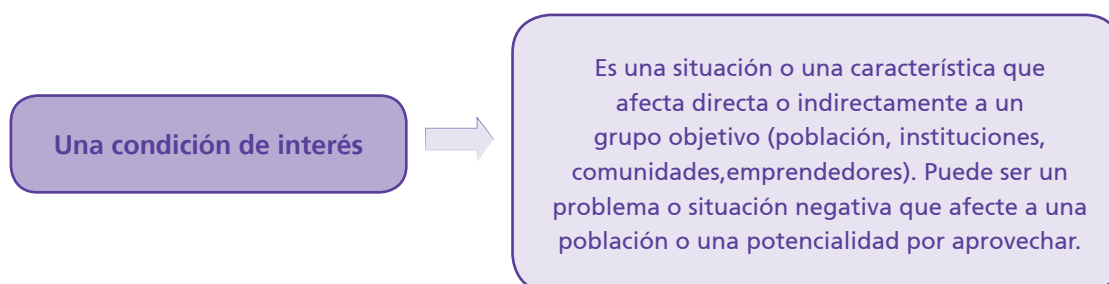 Una condición de interés
Es una situación o una característica que
afecta directa o indirectamente a un
grupo objetivo (población, instituciones,
comunidades,emprendedores). Puede ser un
problema o situación negativa que afecte a una
población o una potencialidad por aprovechar.